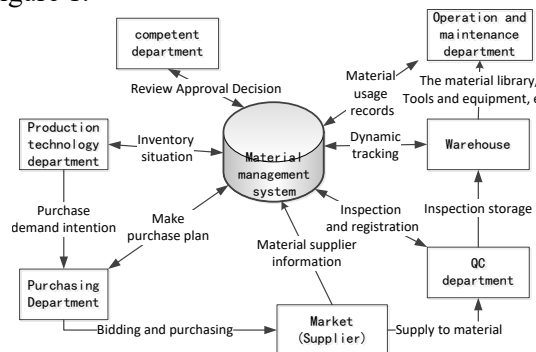 competent
department
Operation and
maintenance
department
Review Approval Decision
Material
usage
records
The material library,
Tools and equipment,
Production
technology
department
Inventory
situation
Material
management
system
Dynamic
tracking
Warehouse
Purchase
demand intention
Make
purchase plan
Material supplier
information
Inspection
and registration
Inspection storage
Purchasing
Department
QC
department
Bidding and purchasing
Market
(Supplier)
Supply to material